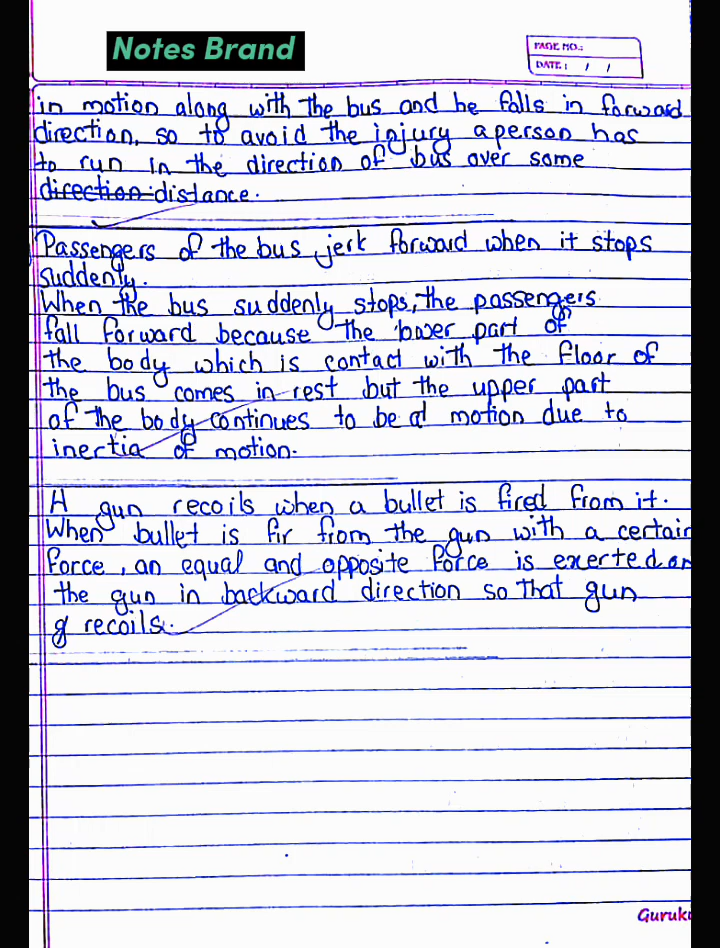 Notes Brand
PAGE NO.:
DATE: / /
in motion along with the bus and he falls in forward
direction, so to avoid the injury a person has
to run in the direction of bus over some
direction distance.
Passengers of the bus jerk forward when it stops
suddenly.
When the bus suddenly stops, the passengers
fall forward because the lower part of
the body which is contact with the floor of
the bus comes in rest but the upper part
of the body continues to be at motion due to
inertia of motion.
A gun recoils when a bullet is fired from it.
When bullet is fir from the gun with a certain
force, an equal and opposite force is exerted on
the gun in backward direction so that gun
recoils.
Guruku